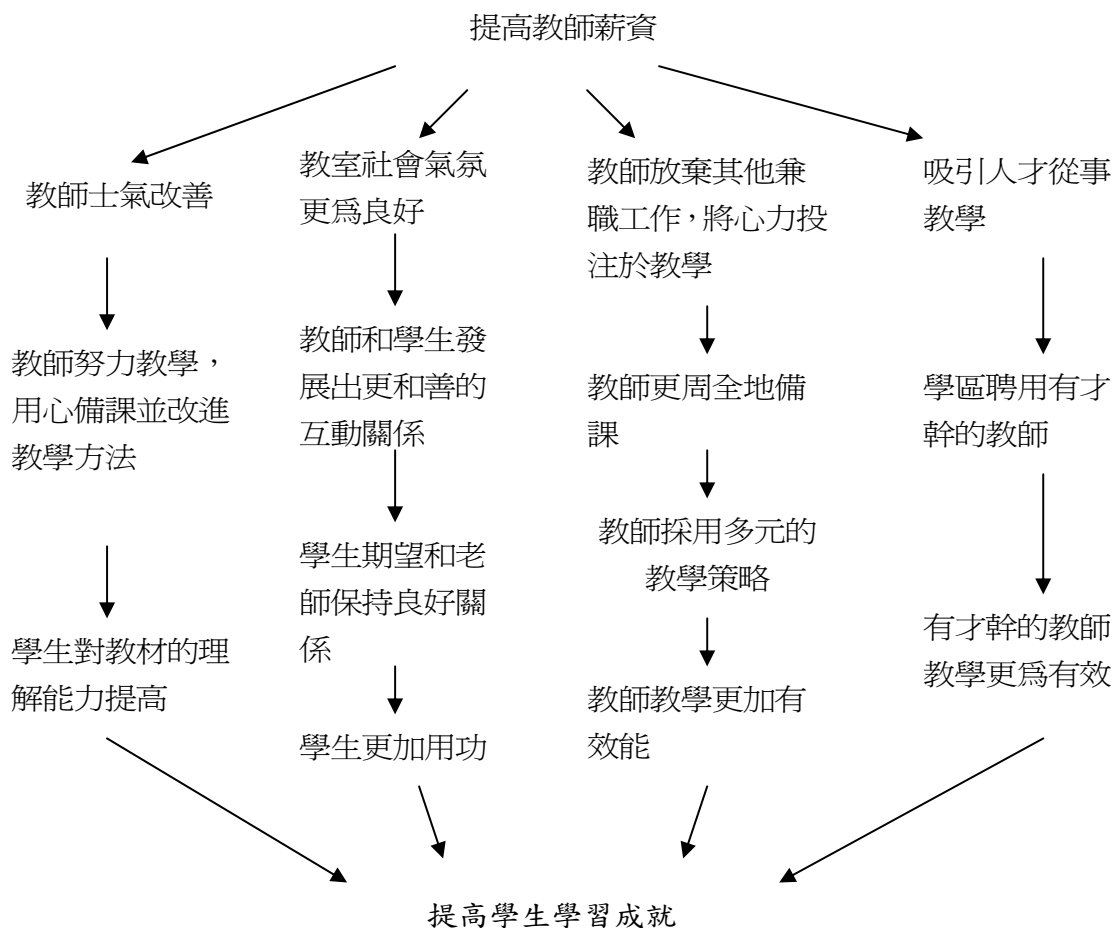 提高教師薪資
教師士氣改善
教師努力教學，
用心備課並改進
教學方法
學生對教材的理
解能力提高
教室社會氣氛
更為良好
教師和學生發
展出更和善的
互動關係
學生期望和老
師保持良好關
係
學生更加用功
教師放棄其他兼
職工作，將心力投
注於教學
教師更周全地備
課
教師採用多元的
教學策略
教師教學更加有
效能
吸引人才從事
教學
學區聘用有才
幹的教師
有才幹的教師
教學更為有效
提高學生學習成就